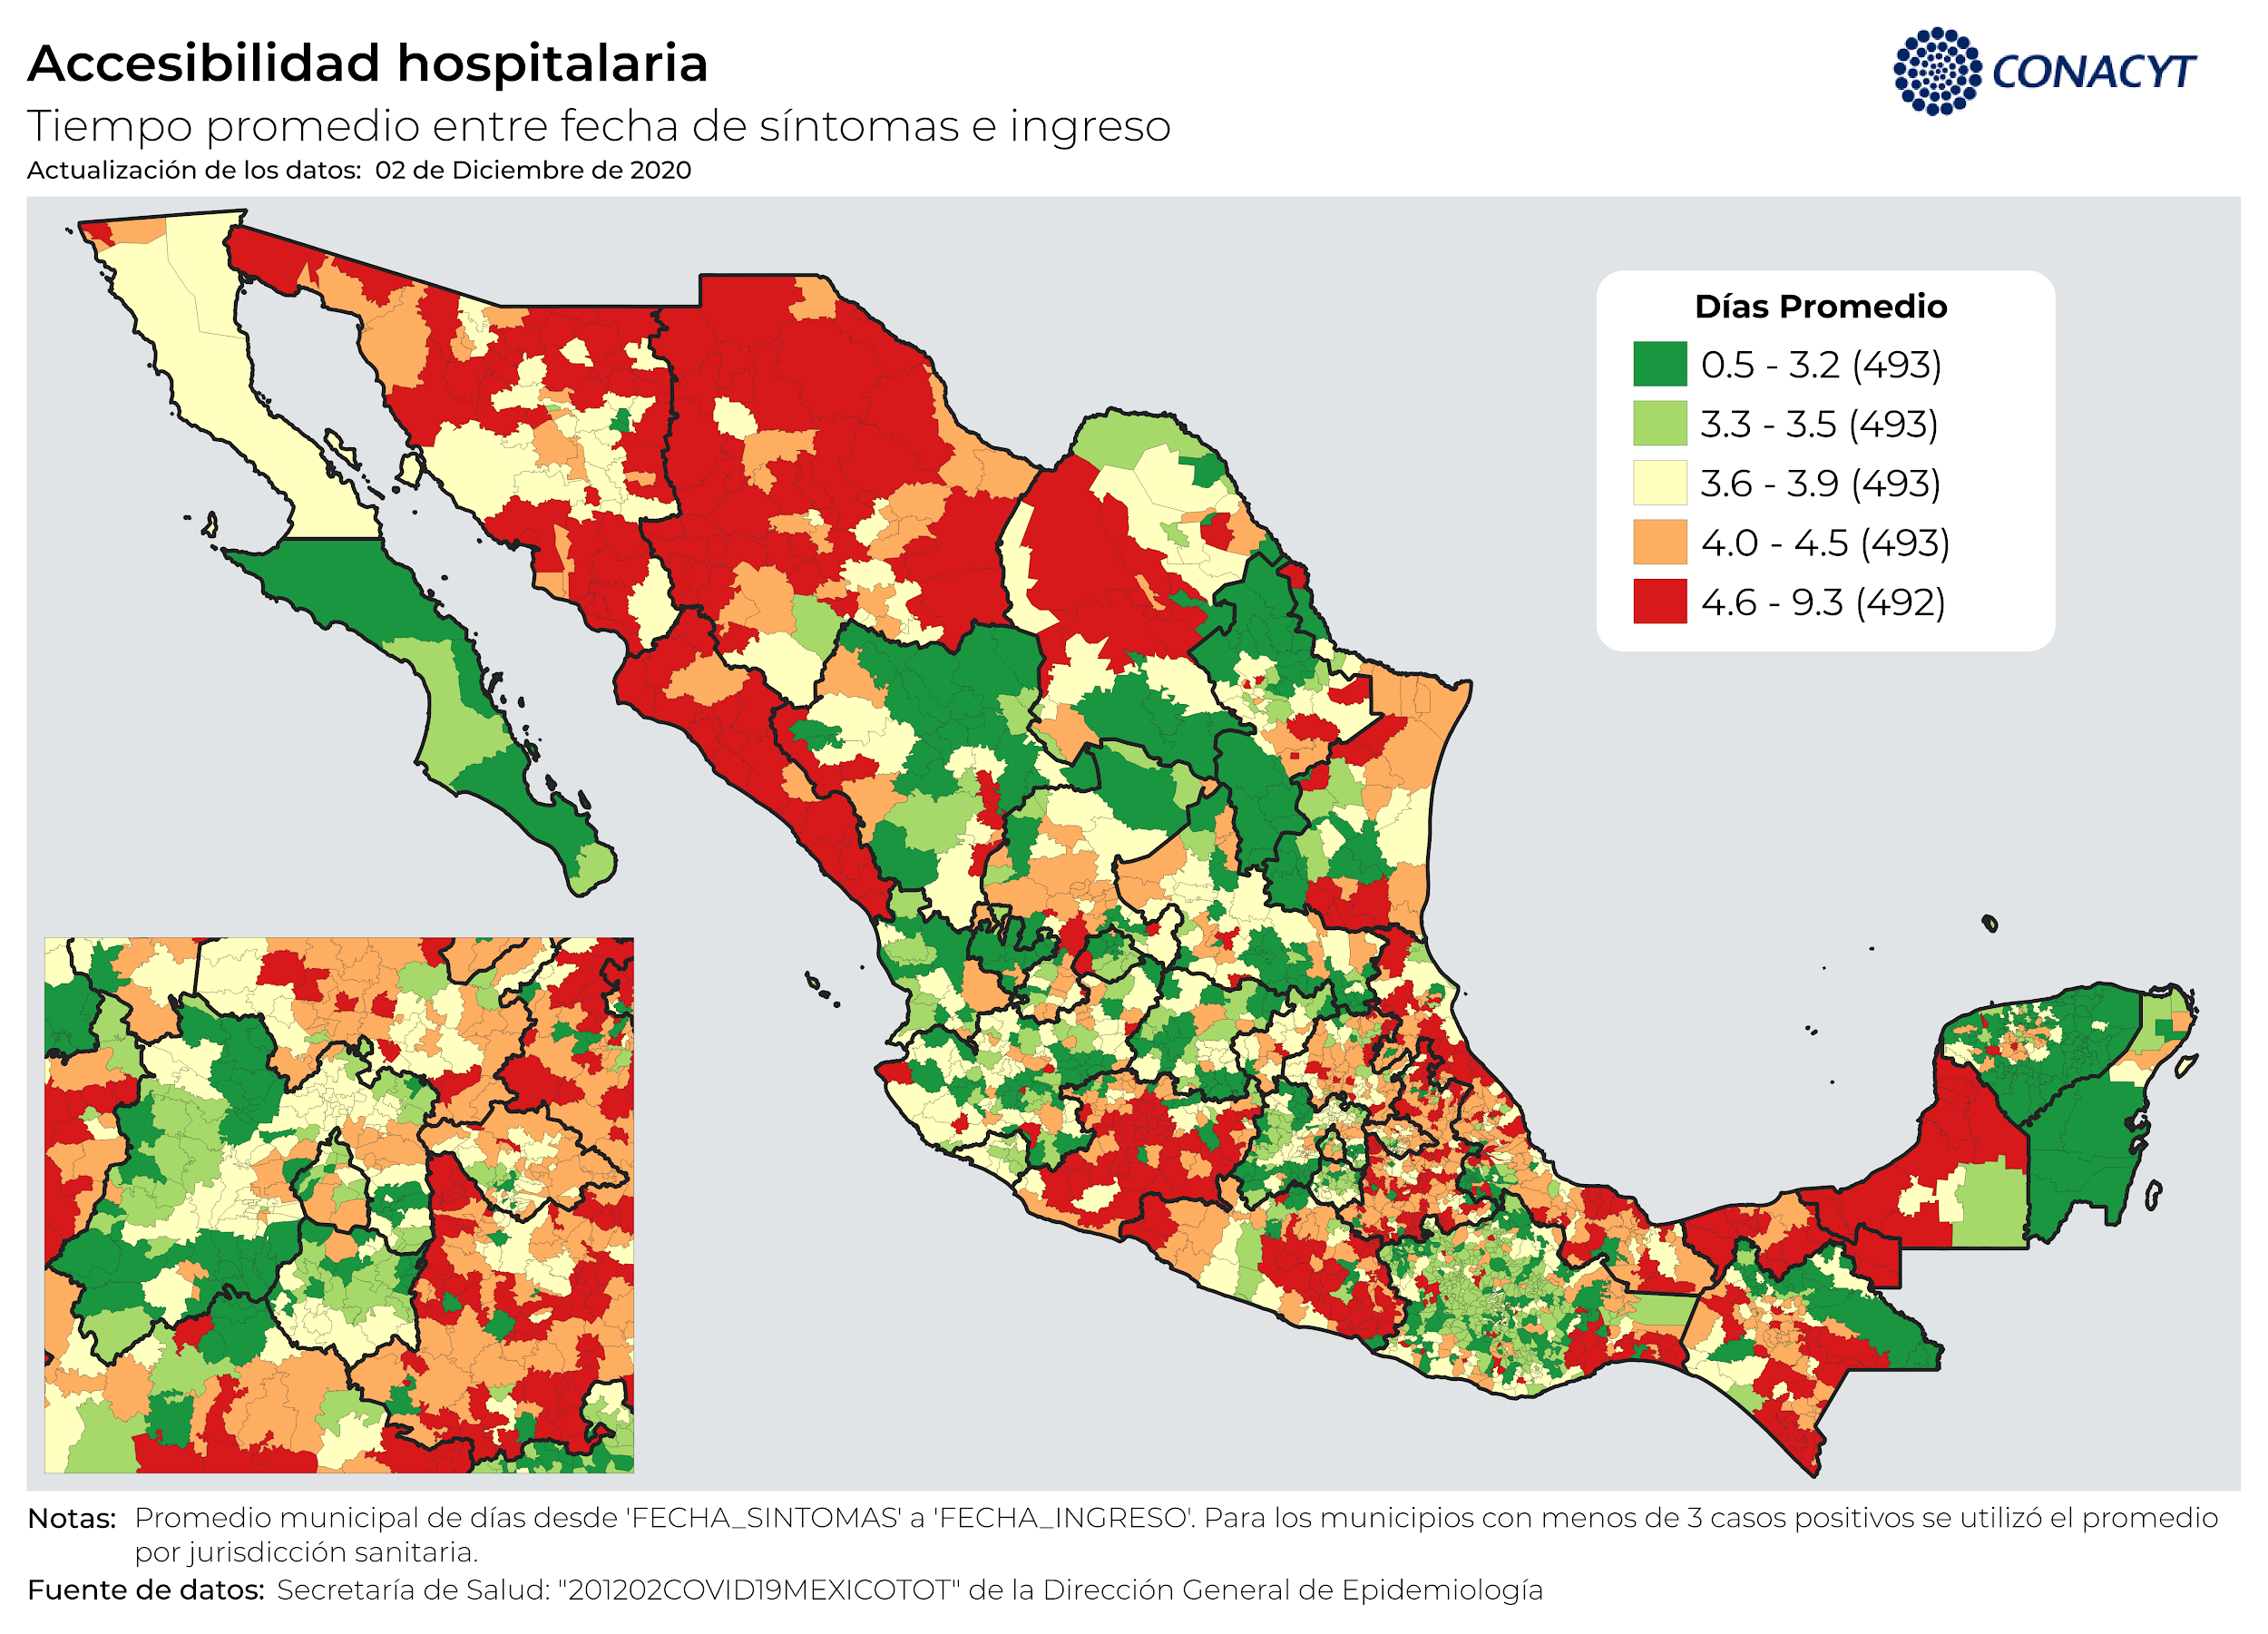 Accesibilidad hospitalaria
Tiempo promedio entre fecha de síntomas e ingreso
Actualización de los datos: 02 de Diciembre de 2020
CONACYT
Días Promedio
0.5 - 3.2 (493)
3.3 - 3.5 (493)
3.6 - 3.9 (493)
4.0 - 4.5 (493)
4.6 - 9.3 (492)
Notas: Promedio municipal de días desde 'FECHA_SINTOMAS' a 'FECHA_INGRESO'. Para los municipios con menos de 3 casos positivos se utilizó el promedio
por jurisdicción sanitaria.
Fuente de datos: Secretaría de Salud: "201202COVID19MEXICOTOT" de la Dirección General de Epidemiología